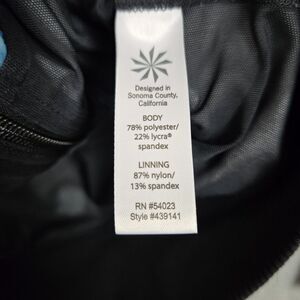 Designed in
Sonoma County,
California
BODY
78% polyester/
22% lycra®
spandex
LINNING
87% nylon/
13% spandex
RN #54023
Style #439141